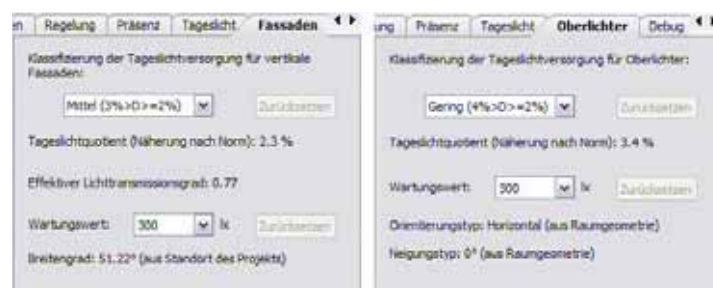 Regelung Präsenz Tageslicht Fassaden
Klassifizierung der Tageslichtversorgung für vertikale
Fassaden:
Mittel (3%>D>=2%) Zurücksetzen
Tageslichtquotient (Näherung nach Norm): 2.3 %
Effektiver Lichttransmissionsgrad: 0.77
Wartungswert: 300 lx Zurücksetzen
Breitengrad: 51.22° (aus Standort des Projekts)
ung Präsenz Tageslicht Oberlichter Debug
Klassifizierung der Tageslichtversorgung für Oberlichter:
Gering (4%>D>=2%) Zurücksetzen
Tageslichtquotient (Näherung nach Norm): 3.4 %
Wartungswert: 300 lx Zurücksetzen
Orientierungstyp: Horizontal (aus Raumgeometrie)
Neigungstyp: 0° (aus Raumgeometrie)